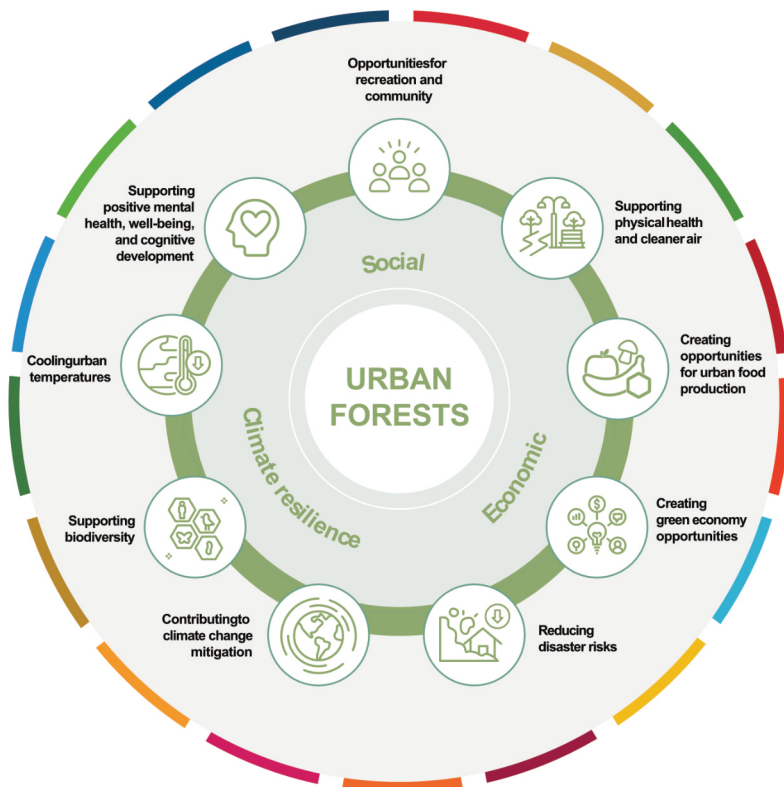 Opportunitiesfor
recreation and
community
Supporting
positive mental
health, well-being,
and cognitive
development
Supporting
physical health
and cleaner air
Social
Coolingurban
temperatures
URBAN
FORESTS
Creating
opportunities
for urban food
production
Climate resilience
Economic
Supporting
biodiversity
Creating
green economy
opportunities
$
Contributingto
climate change
mitigation
Reducing
disaster risks